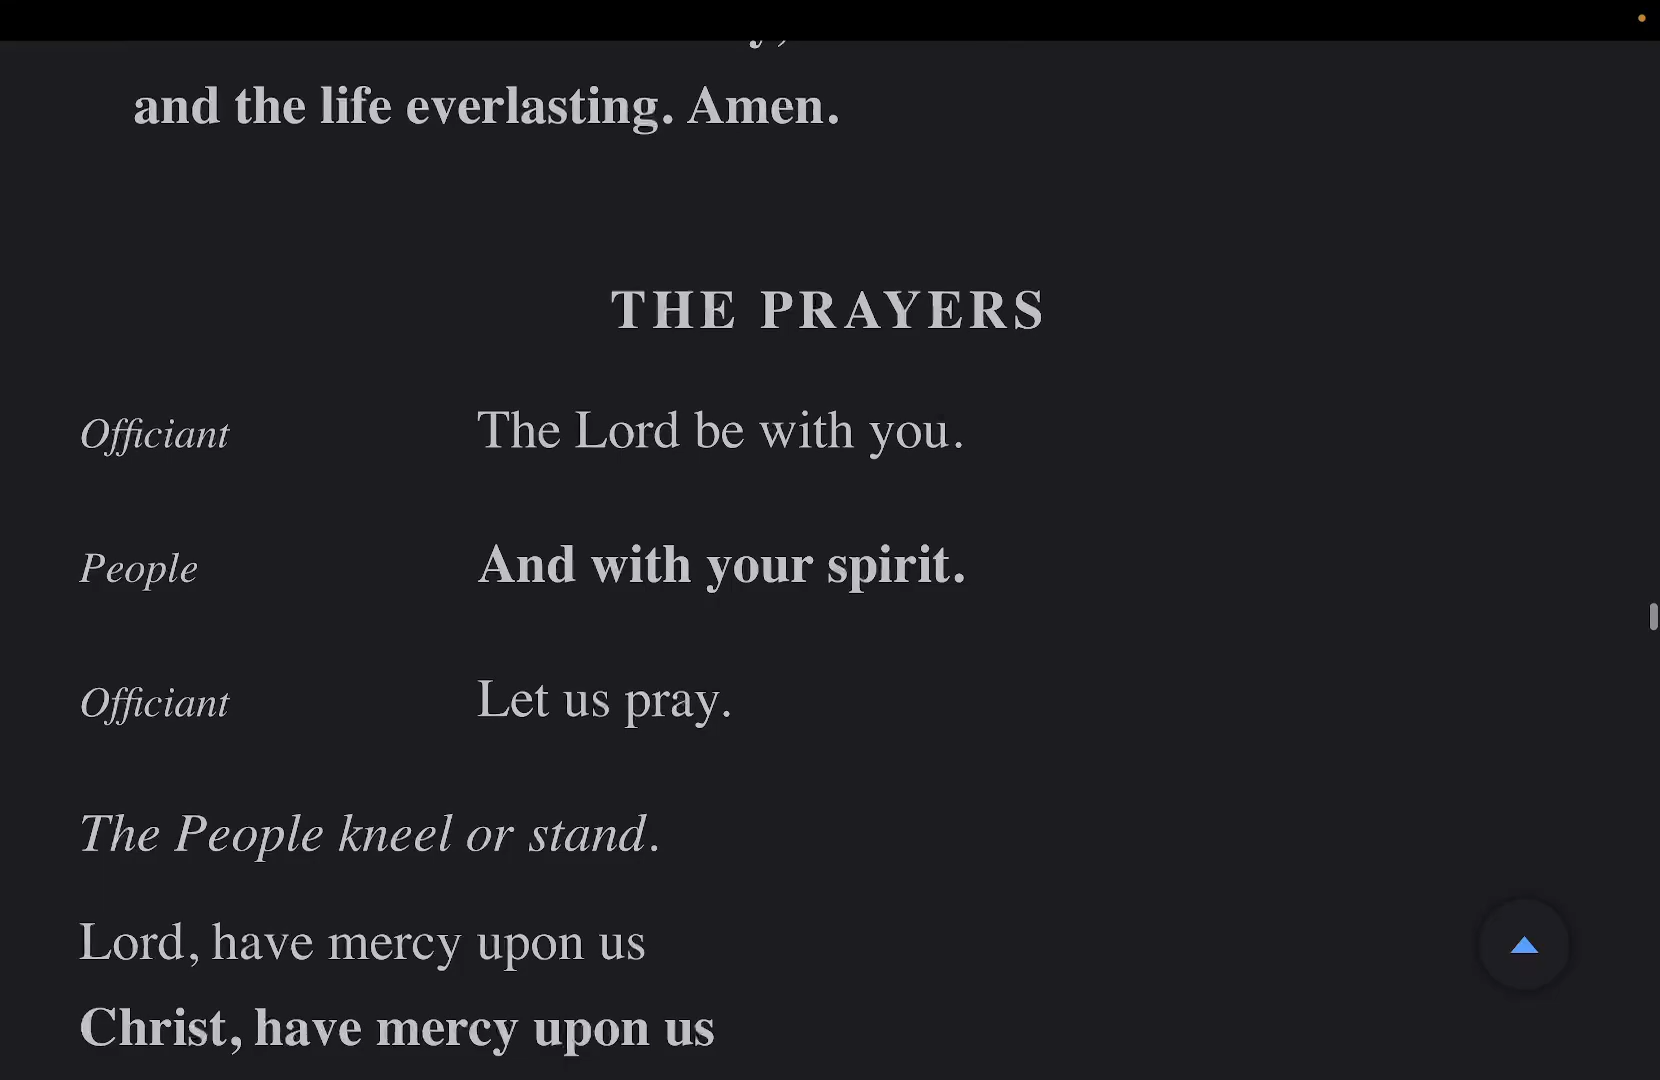 and the life everlasting. Amen.
THE PRAYERS
Officiant The Lord be with you.
People And with your spirit.
Officiant Let us pray.
The People kneel or stand.
Lord, have mercy upon us
Christ, have mercy upon us